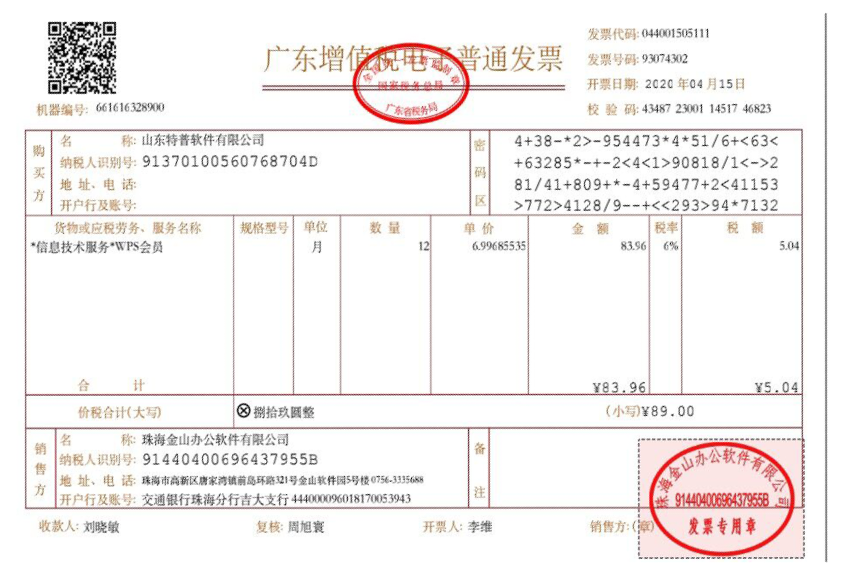 广东增值税电子普通发票
全国统一发票监制章
国家税务总局
广东省税务局
发票代码: 044001505111
发票号码: 93074302
开票日期: 2020 年04 月15日
校 验 码: 43487 23001 14517 46823
机器编号: 661616328900
购买方
名 称: 山东特普软件有限公司
纳税人识别号: 91370100560768704D
地 址、电 话:
开户行及账号:
密码区
4+38-*2>-954473*4*51/6+<63<
+63285*-+-2<4<1>90818/1<->2
81/41+809+*-4+59477+2<41153
>772>4128/9--+<<293>94*7132
货物或应税劳务、服务名称 规格型号 单位 数 量 单 价 金 额 税率 税 额
*信息技术服务*WPS会员 月 12 6.99685535 83.96 6% 5.04
合 计 ¥83.96 ¥5.04
价税合计(大写) ⊗ 捌拾玖圆整 (小写)¥89.00
销售方
名 称: 珠海金山办公软件有限公司
纳税人识别号: 91440400696437955B
地 址、电 话: 珠海市高新区唐家湾镇前岛环路321号金山软件园5号楼 0756-3335688
开户行及账号: 交通银行珠海分行吉大支行 444000096018170053943
备注
收款人: 刘晓敏 复核: 周旭寰 开票人: 李维 销售方: (章)
珠海金山办公软件有限公司
91440400696437955B
发票专用章